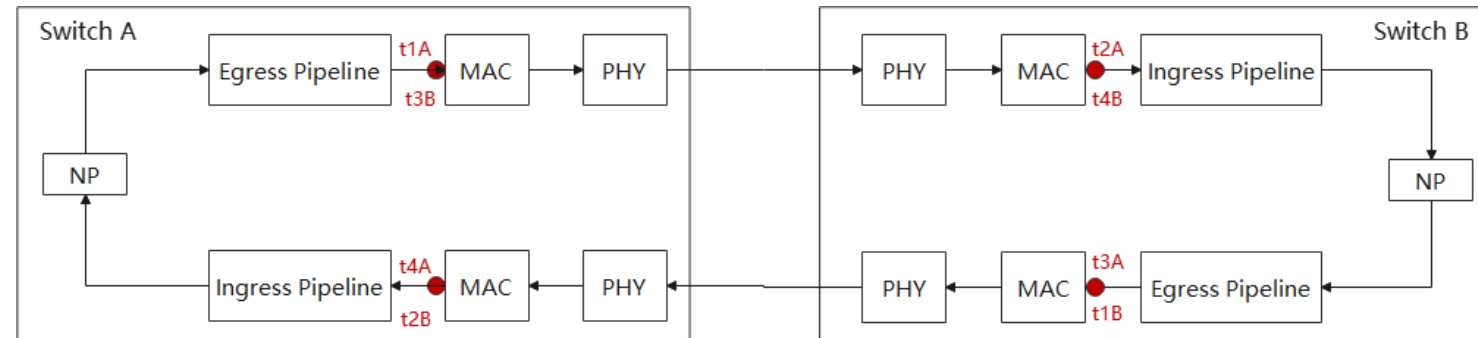 Switch A
Switch B
t1A
t2A
Egress Pipeline
MAC
PHY
PHY
MAC
Ingress Pipeline
t3B
t4B
NP
NP
t4A
t3A
Ingress Pipeline
MAC
PHY
PHY
MAC
Egress Pipeline
t2B
t1B